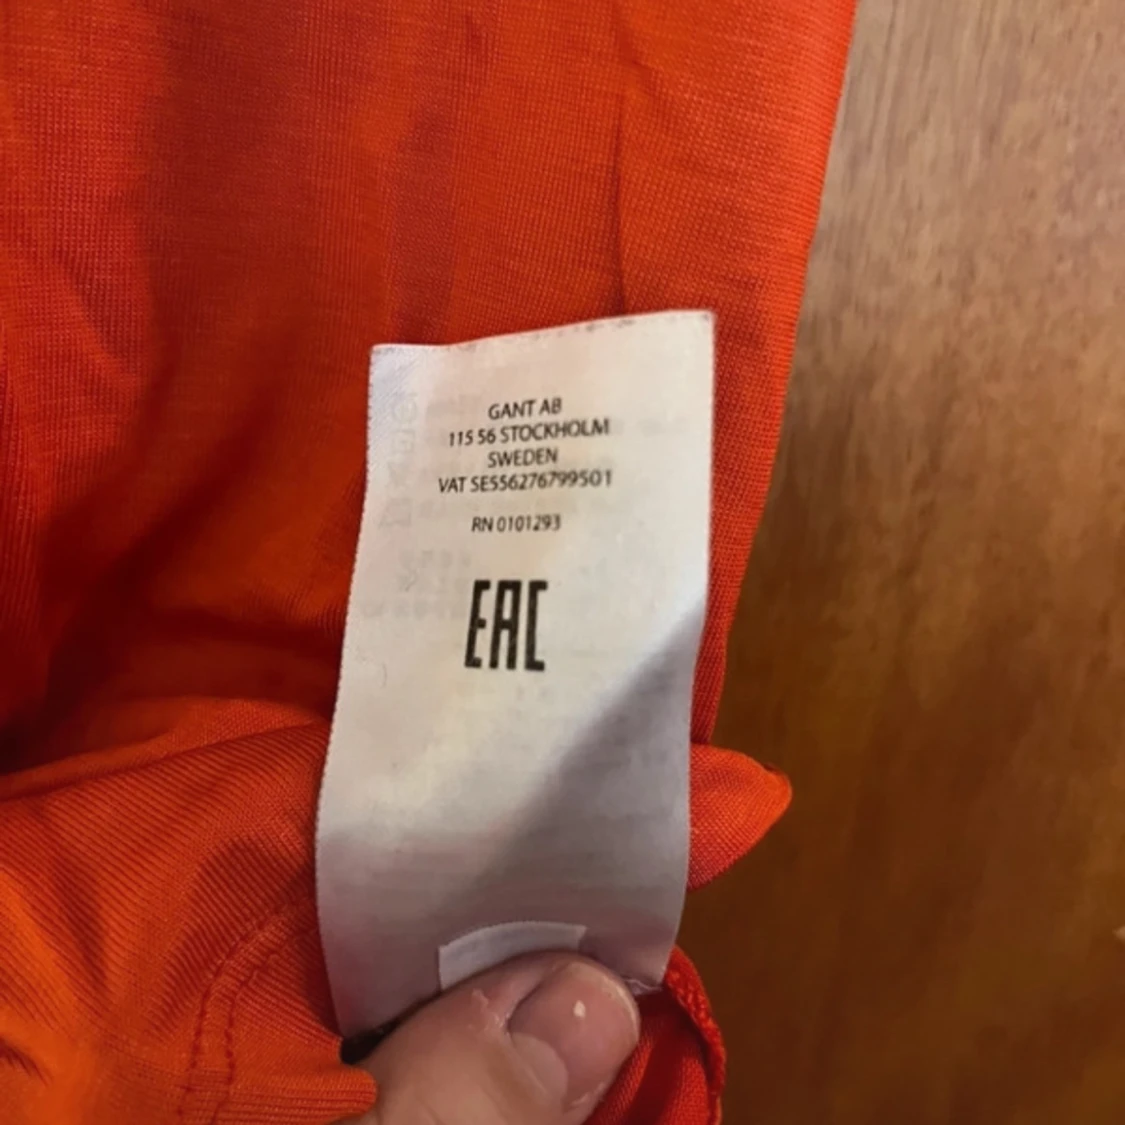 GANT AB
115 56 STOCKHOLM
SWEDEN
VAT SE556276799501
RN 0101293
EAC